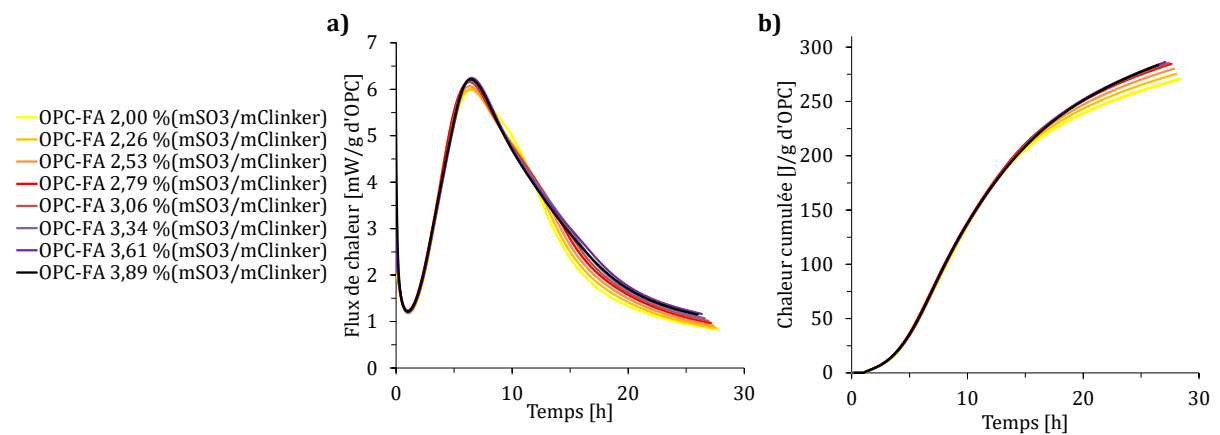 a)
b)
OPC-FA 2,00 %(mSO3/mClinker)
OPC-FA 2,26 %(mSO3/mClinker)
OPC-FA 2,53 %(mSO3/mClinker)
OPC-FA 2,79 %(mSO3/mClinker)
OPC-FA 3,06 %(mSO3/mClinker)
OPC-FA 3,34 %(mSO3/mClinker)
OPC-FA 3,61 %(mSO3/mClinker)
OPC-FA 3,89 %(mSO3/mClinker)
Flux de chaleur [mW/g d'OPC]
7
6
5
4
3
2
1
0
0
10
20
30
Temps [h]
Chaleur cumulée [J/g d'OPC]
300
250
200
150
100
50
0
0
10
20
30
Temps [h]